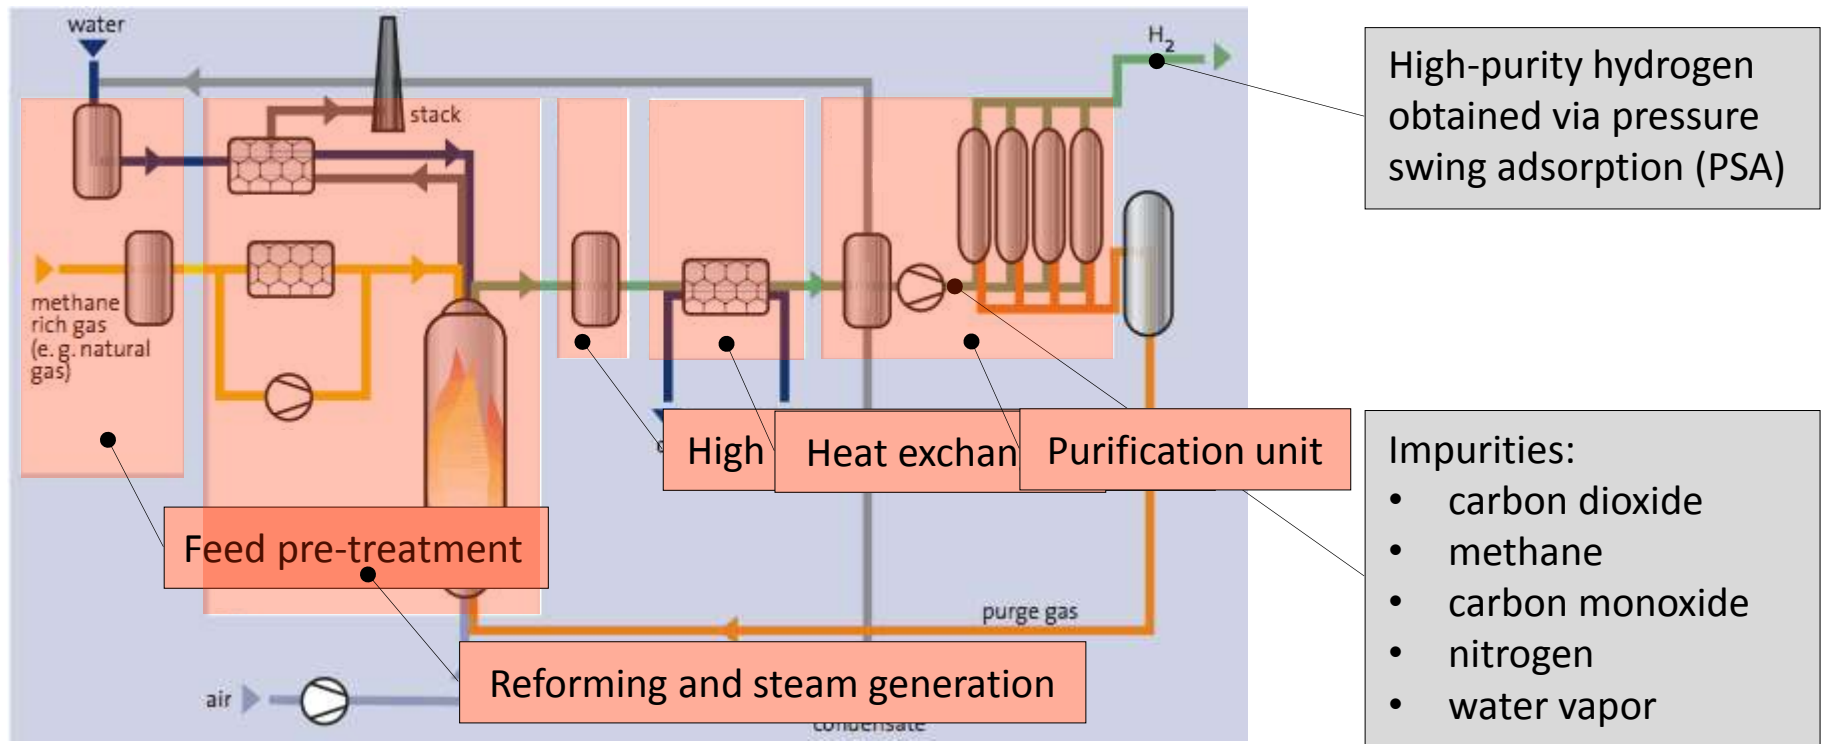 water
H₂
stack
methane
rich gas
(e. g. natural
gas)
High-purity hydrogen
obtained via pressure
swing adsorption (PSA)
High
Heat exchan
Purification unit
Feed pre-treatment
Reforming and steam generation
purge gas
air
condensate
Impurities:
• carbon dioxide
• methane
• carbon monoxide
• nitrogen
• water vapor